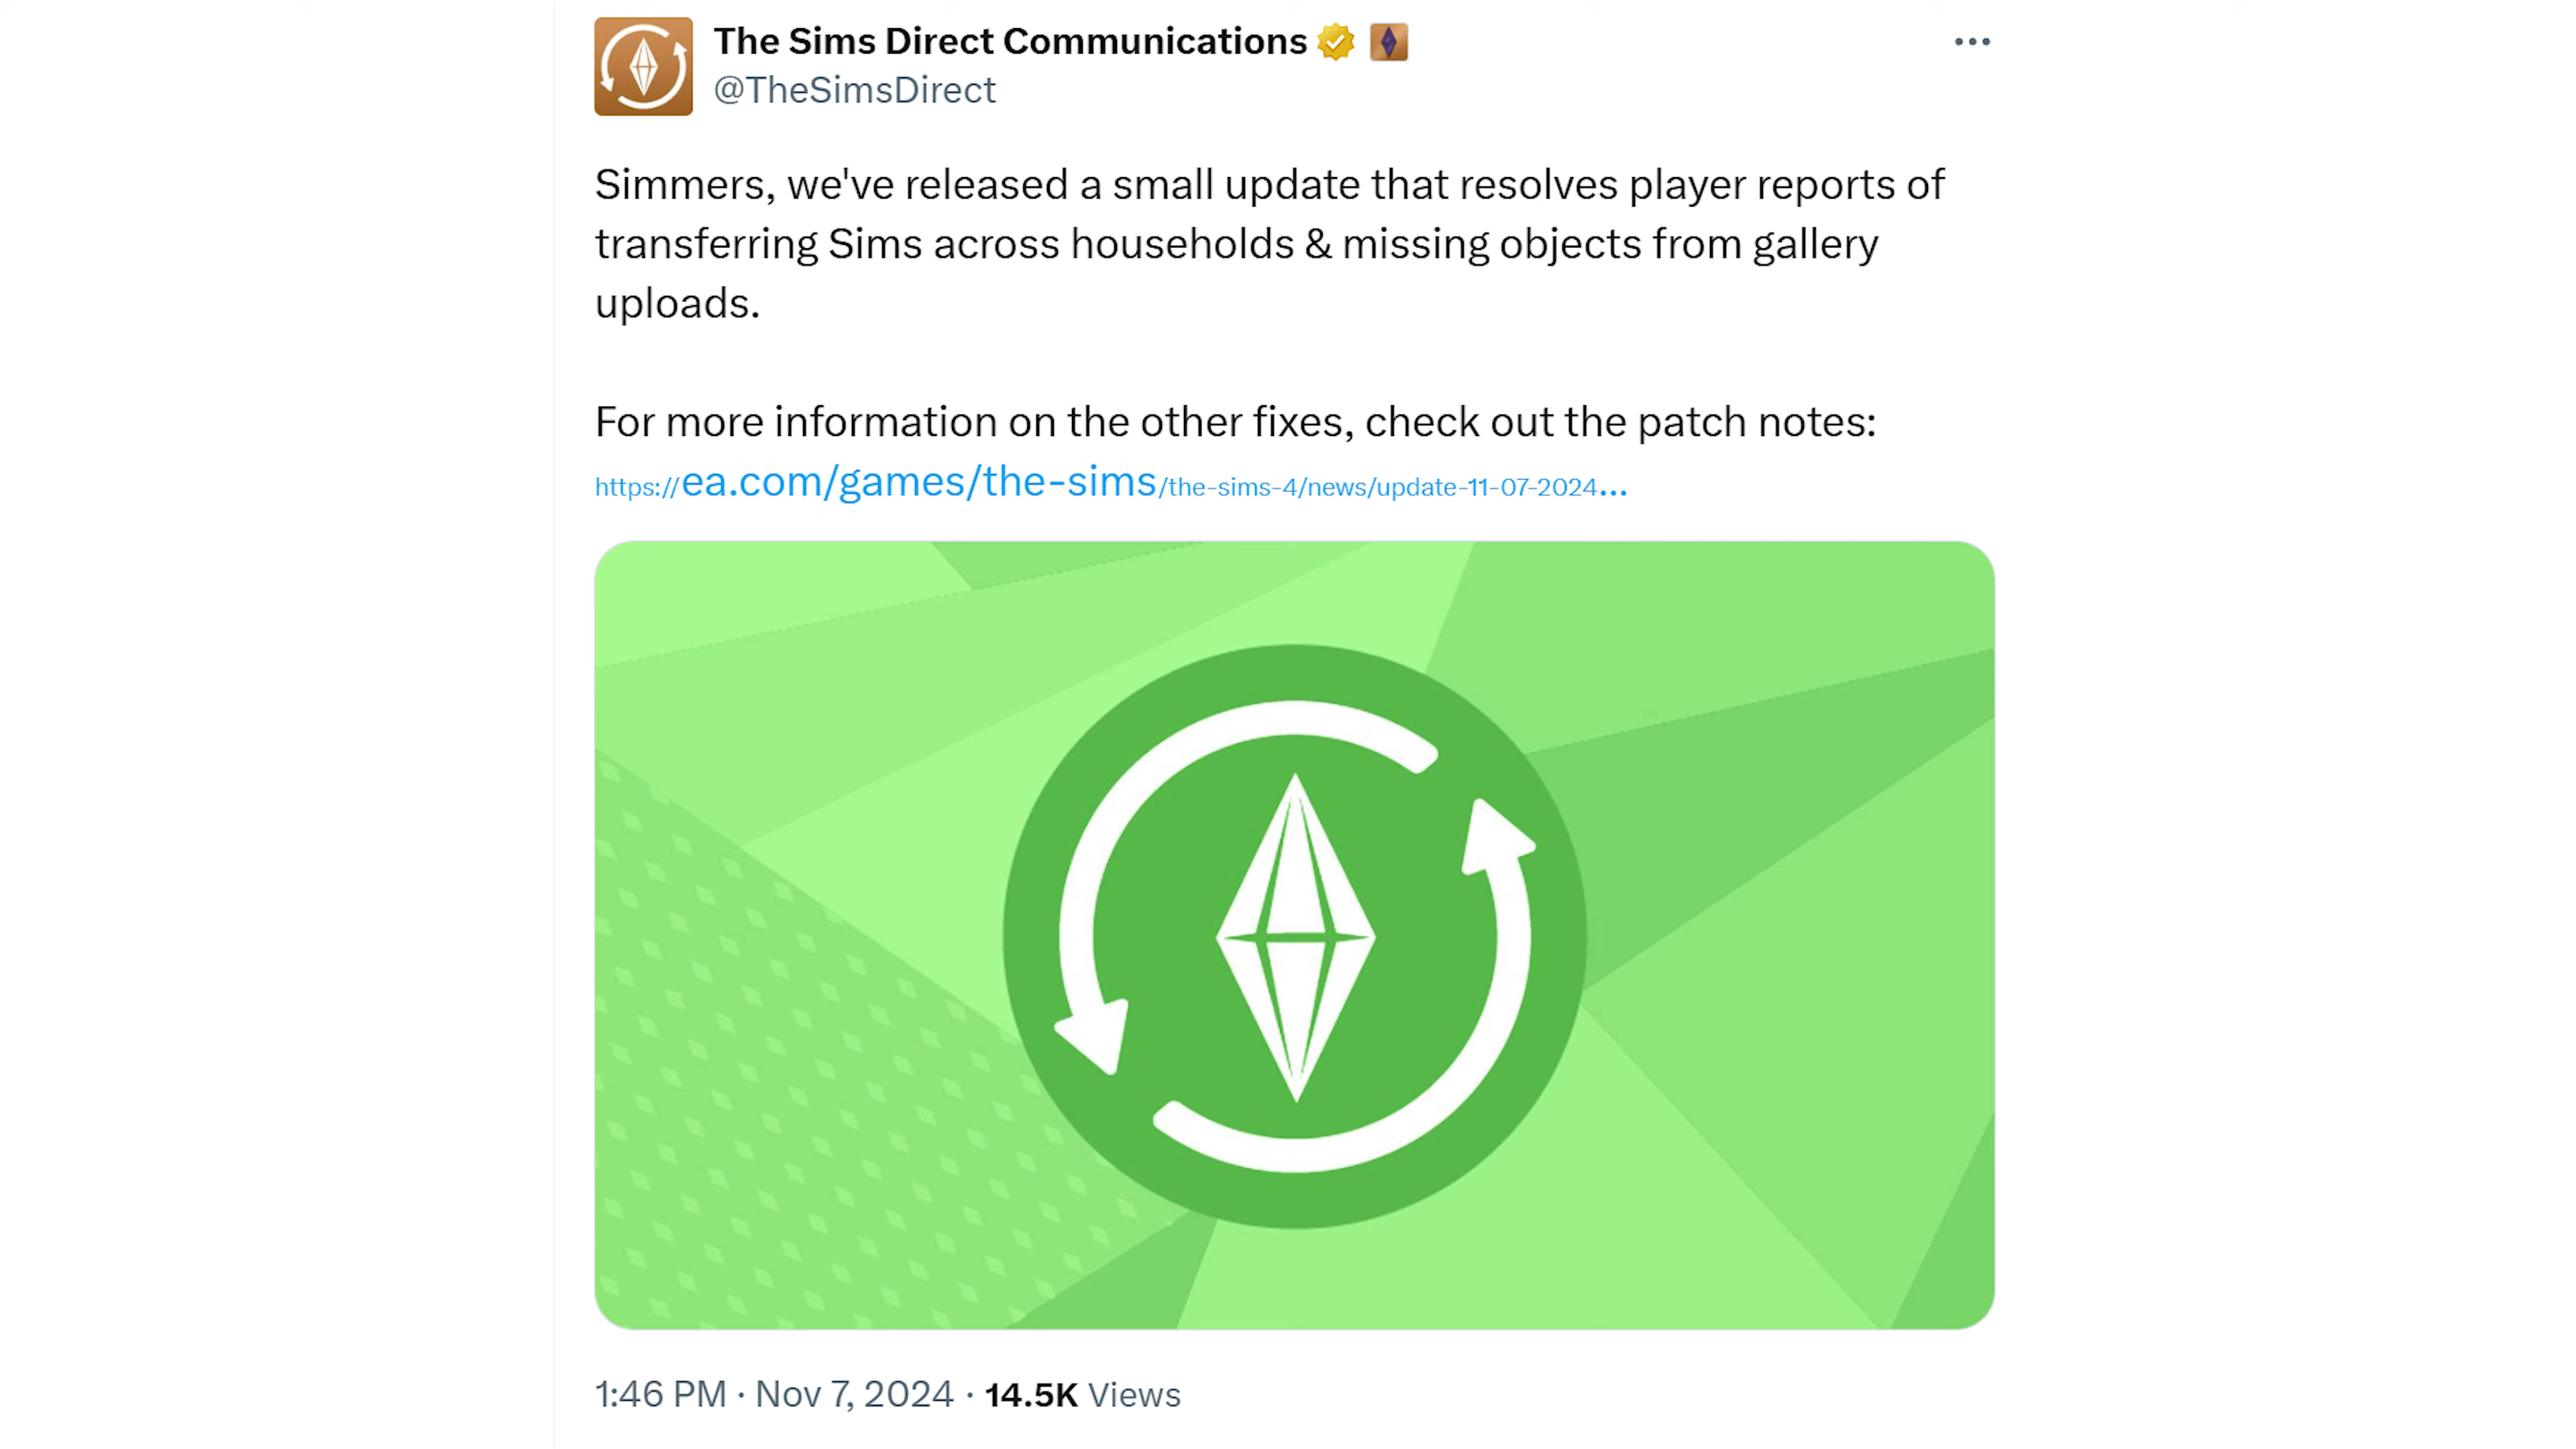 The Sims Direct Communications
@TheSimsDirect
Simmers, we've released a small update that resolves player reports of
transferring Sims across households & missing objects from gallery
uploads.
For more information on the other fixes, check out the patch notes:
https://ea.com/games/the-sims/the-sims-4/news/update-11-07-2024...
1:46 PM · Nov 7, 2024 · 14.5K Views